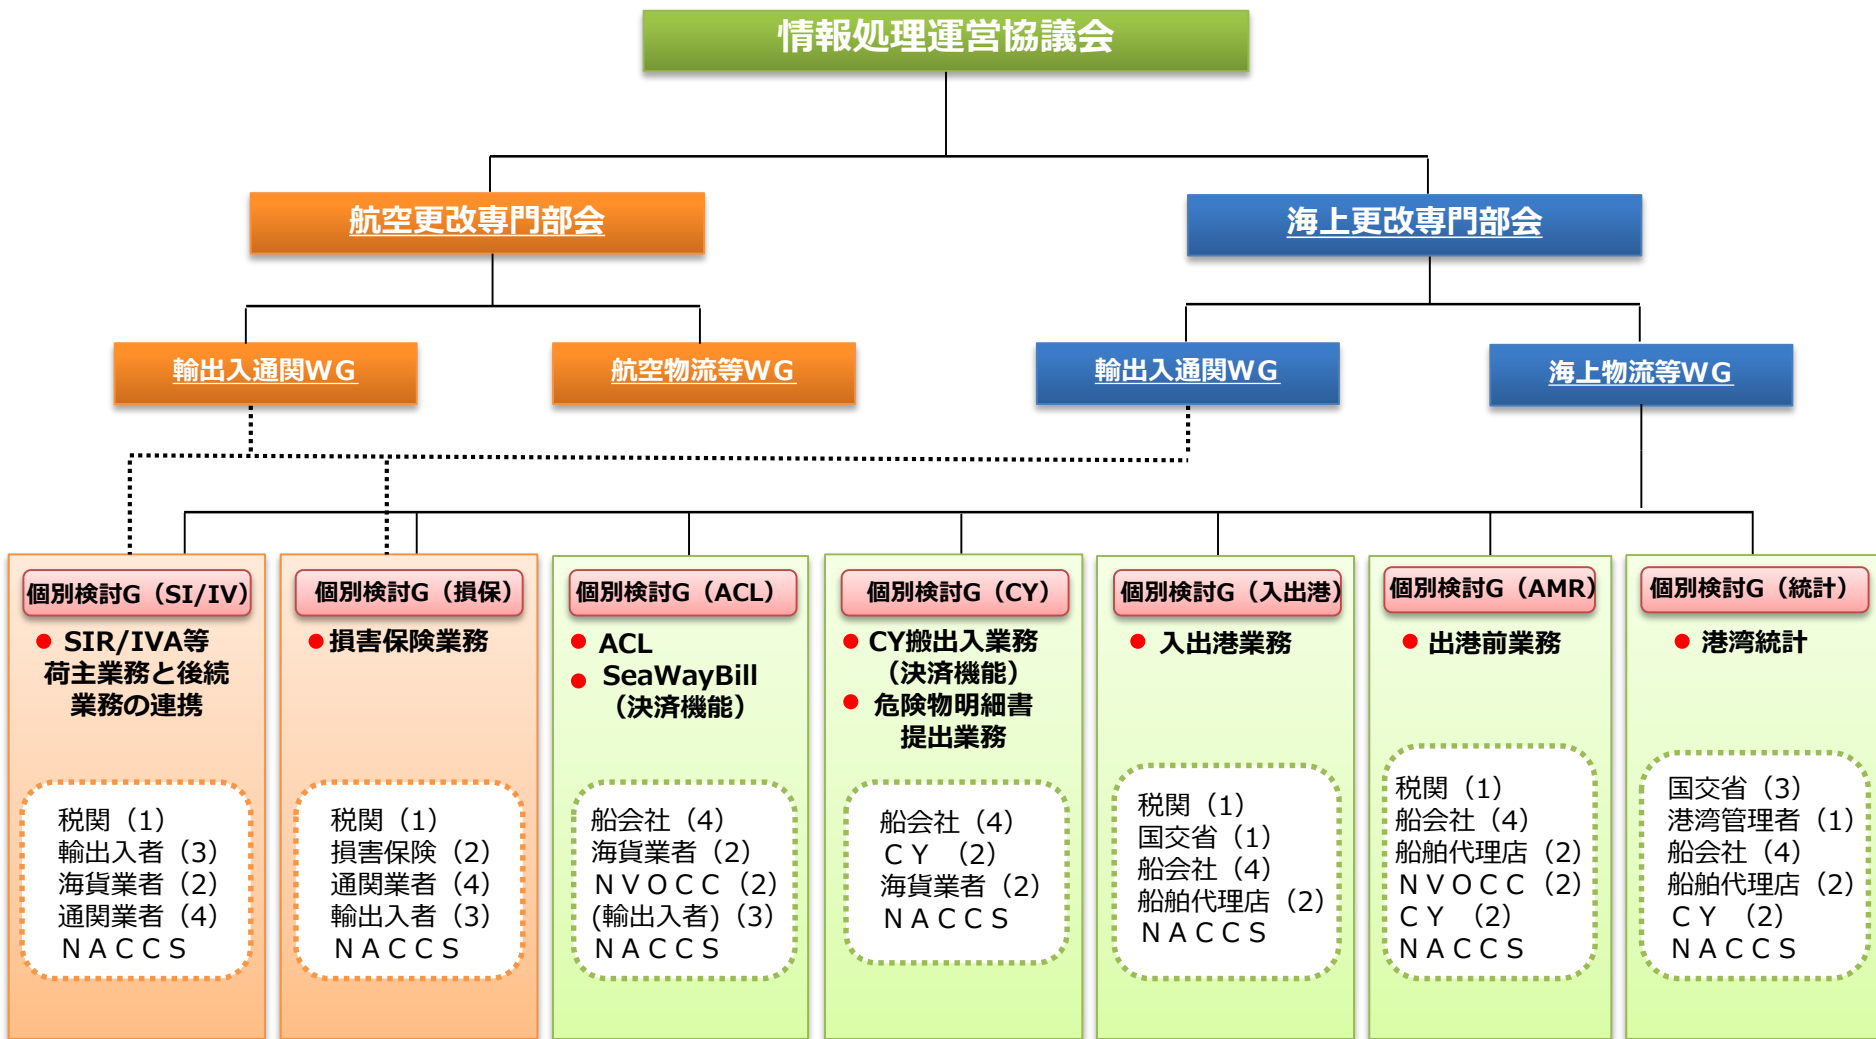 情報処理運営協議会
航空更改専門部会
海上更改専門部会
輸出入通関WG
航空物流等WG
輸出入通関WG
海上物流等WG
個別検討G（SI/IV）
● SIR/IVA等
荷主業務と後続
業務の連携
税関（1）
輸出入者（3）
海貨業者（2）
通関業者（4）
ＮＡＣＣＳ
個別検討G（損保）
● 損害保険業務
税関（1）
損害保険（2）
通関業者（4）
輸出入者（3）
ＮＡＣＣＳ
個別検討G（ACL）
● ACL
● SeaWayBill
（決済機能）
船会社（4）
海貨業者（2）
ＮＶＯＣＣ（2）
(輸出入者)（3）
ＮＡＣＣＳ
個別検討G（CY）
● CY搬出入業務
（決済機能）
● 危険物明細書
提出業務
船会社（4）
ＣＹ （2）
海貨業者（2）
ＮＡＣＣＳ
個別検討G（入出港）
● 入出港業務
税関（1）
国交省（1）
船会社（4）
船舶代理店（2）
ＮＡＣＣＳ
個別検討G（AMR）
● 出港前業務
税関（1）
船会社（4）
船舶代理店（2）
ＮＶＯＣＣ（2）
ＣＹ （2）
ＮＡＣＣＳ
個別検討G（統計）
● 港湾統計
国交省（3）
港湾管理者（1）
船会社（4）
船舶代理店（2）
ＣＹ （2）
ＮＡＣＣＳ